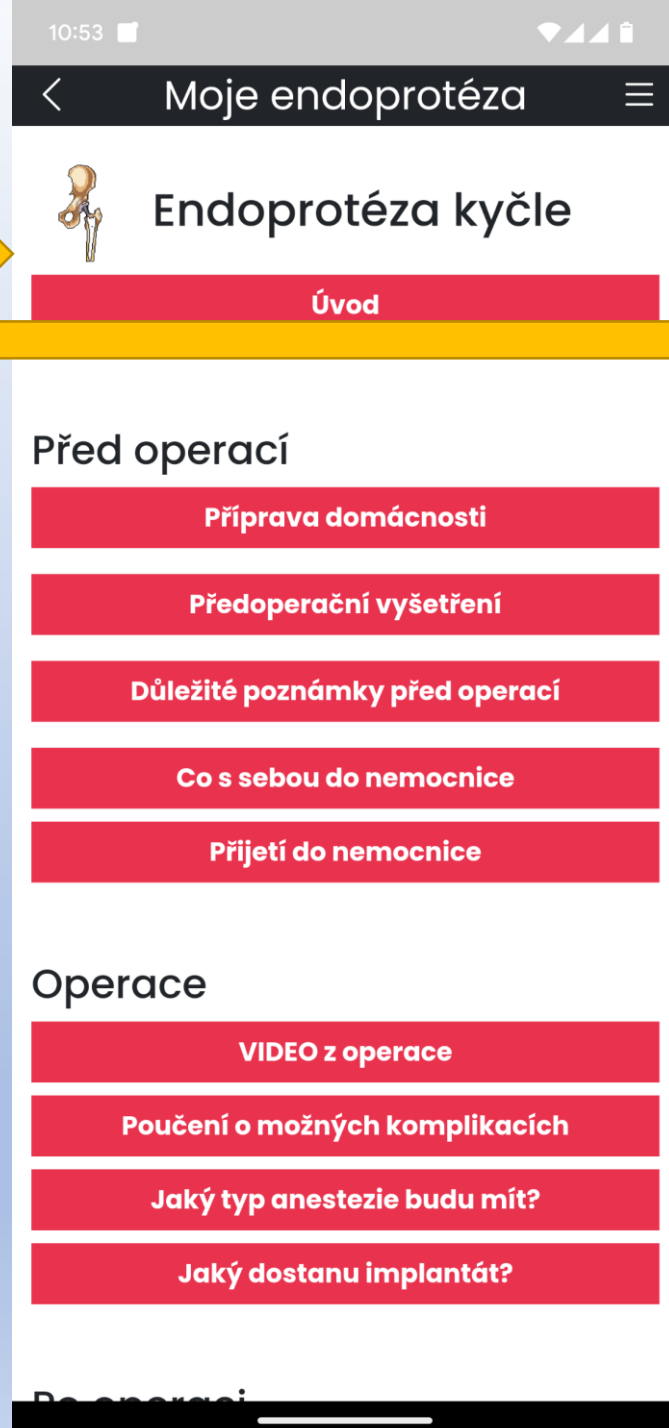 10:53
Moje endoprotéza
Endoprotéza kyčle
Úvod
Před operací
Příprava domácnosti
Předoperační vyšetření
Důležité poznámky před operací
Co s sebou do nemocnice
Přijetí do nemocnice
Operace
VIDEO z operace
Poučení o možných komplikacích
Jaký typ anestezie budu mít?
Jaký dostanu implantát?
Po operaci